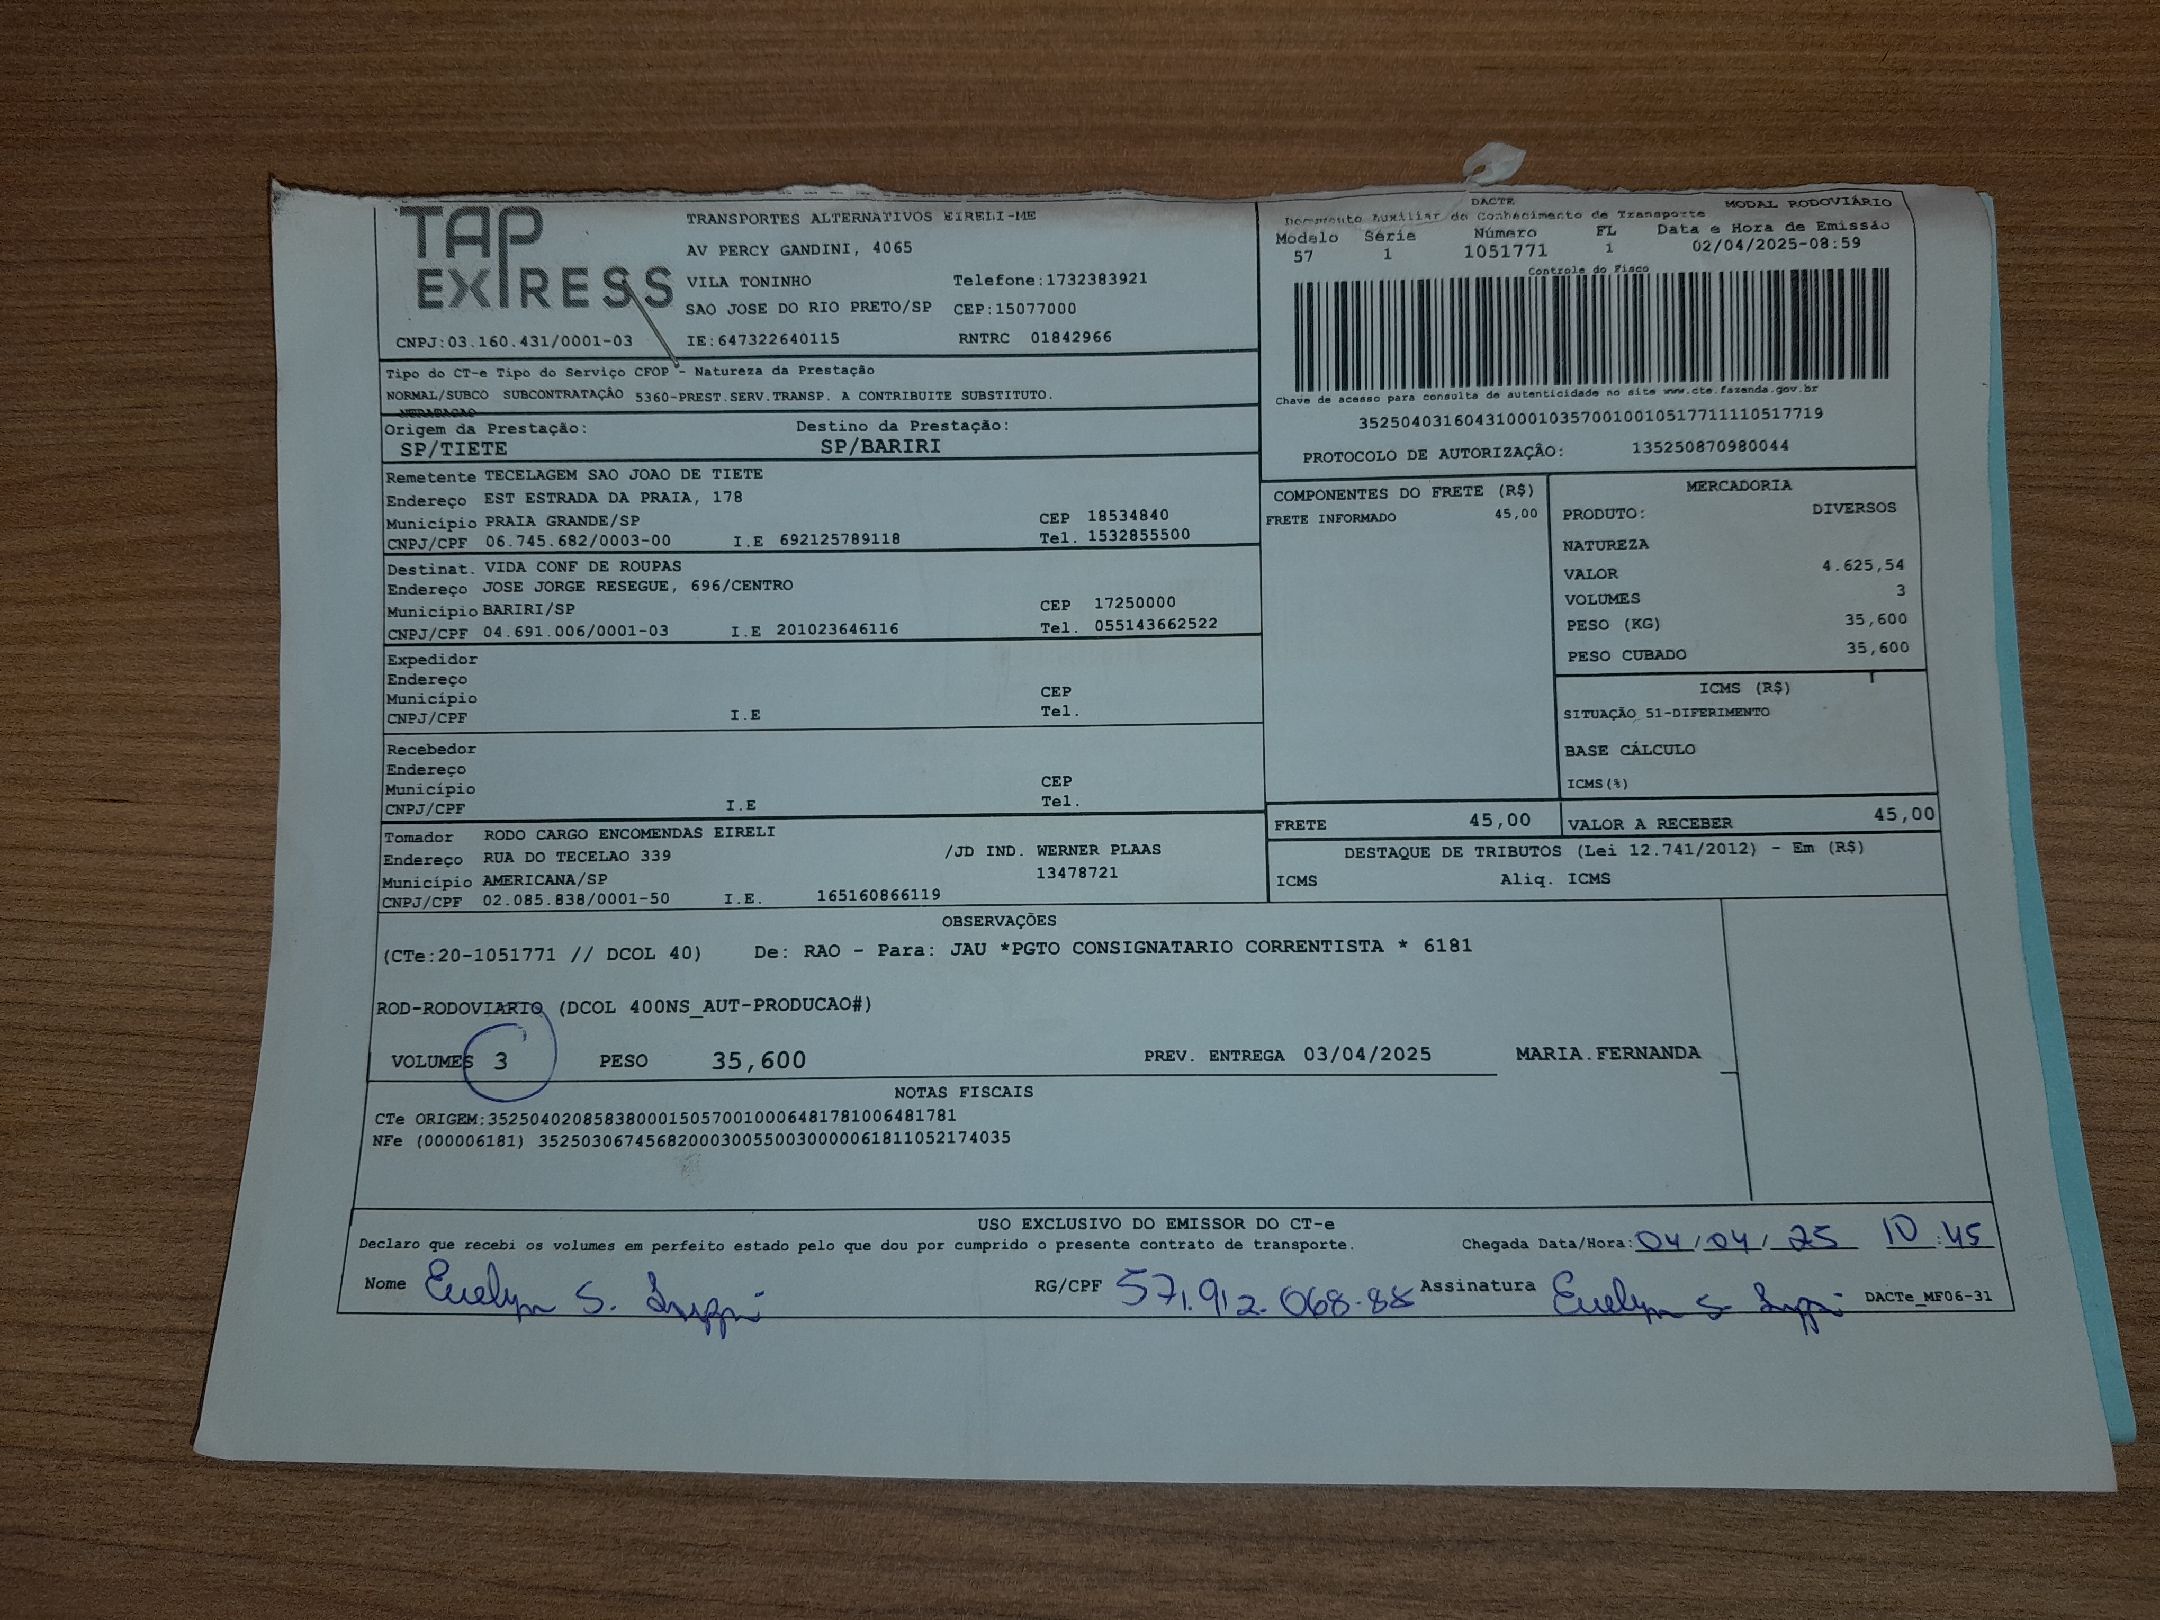 TAP EXPRESS
TRANSPORTES ALTERNATIVOS EIRELI-ME
AV PERCY GANDINI, 4065
VILA TONINHO Telefone:1732383921
SAO JOSE DO RIO PRETO/SP CEP:15077000
CNPJ:03.160.431/0001-03 IE:647322640115 RNTRC 01842966
DACTE MODAL RODOVIÁRIO
Documento Auxiliar do Conhecimento de Transporte
Modelo Série Número FL Data e Hora de Emissão
57 1 1051771 1 02/04/2025-08:59
Controle do Fisco
Chave de acesso para consulta de autenticidade no site www.cte.fazenda.gov.br
35250403160431000103570010010517711110517719
PROTOCOLO DE AUTORIZAÇÂO: 135250870980044
Tipo do CT-e Tipo do Serviço CFOP - Natureza da Prestação
NORMAL/SUBCO SUBCONTRATAÇÂO 5360-PREST.SERV.TRANSP. A CONTRIBUITE SUBSTITUTO.
Origem da Prestação: Destino da Prestação:
SP/TIETE SP/BARIRI
Remetente TECELAGEM SAO JOAO DE TIETE
Endereço EST ESTRADA DA PRAIA, 178
Município PRAIA GRANDE/SP CEP 18534840
CNPJ/CPF 06.745.682/0003-00 I.E 692125789118 Tel. 1532855500
Destinat. VIDA CONF DE ROUPAS
Endereço JOSE JORGE RESEGUE, 696/CENTRO
Município BARIRI/SP CEP 17250000
CNPJ/CPF 04.691.006/0001-03 I.E 201023646116 Tel. 055143662522
Expedidor
Endereço
Município CEP
CNPJ/CPF I.E Tel.
Recebedor
Endereço
Município CEP
CNPJ/CPF I.E Tel.
Tomador RODO CARGO ENCOMENDAS EIRELI
Endereço RUA DO TECELAO 339 /JD IND. WERNER PLAAS
Município AMERICANA/SP 13478721
CNPJ/CPF 02.085.838/0001-50 I.E. 165160866119
COMPONENTES DO FRETE (R$)
FRETE INFORMADO 45,00
MERCADORIA
PRODUTO: DIVERSOS
NATUREZA
VALOR 4.625,54
VOLUMES 3
PESO (KG) 35,600
PESO CUBADO 35,600
ICMS (R$)
SITUAÇÃO 51-DIFERIMENTO
BASE CÁLCULO
ICMS(%)
FRETE 45,00 VALOR A RECEBER 45,00
DESTAQUE DE TRIBUTOS (Lei 12.741/2012) - Em (R$)
ICMS Aliq. ICMS
OBSERVAÇÕES
(CTe:20-1051771 // DCOL 40) De: RAO - Para: JAU *PGTO CONSIGNATARIO CORRENTISTA * 6181
ROD-RODOVIARIO (DCOL 400NS_AUT-PRODUCAO#)
VOLUMES 3 PESO 35,600 PREV. ENTREGA 03/04/2025 MARIA.FERNANDA
NOTAS FISCAIS
CTe ORIGEM:35250402085838000150570010006481781006481781
NFe (000006181) 35250306745682000300550030000061811052174035
USO EXCLUSIVO DO EMISSOR DO CT-e
Declaro que recebi os volumes em perfeito estado pelo que dou por cumprido o presente contrato de transporte. Chegada Data/Hora: 04/04/25 10:45
Nome Evelyn S. RG/CPF 571.912.068-88 Assinatura Evelyn S. DACTe_MF06-31